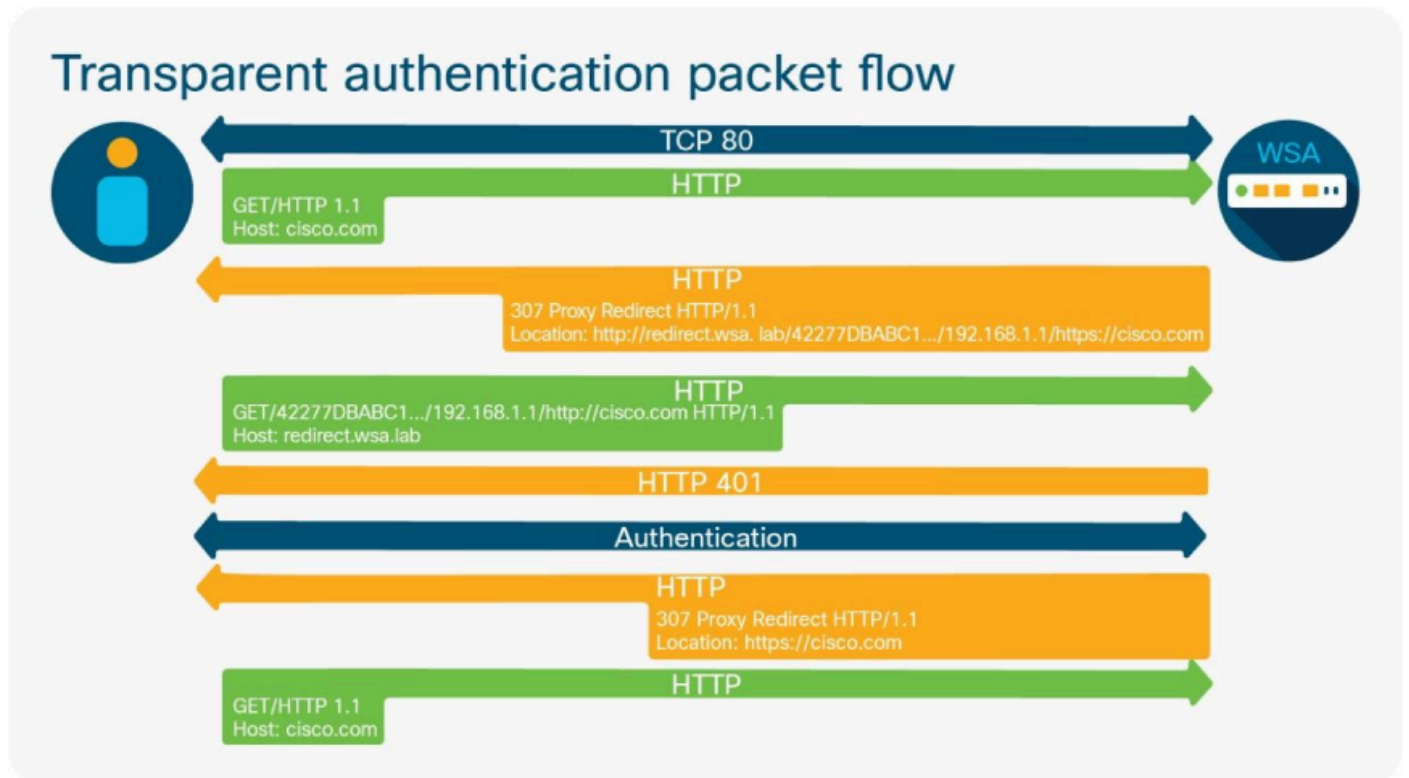 Transparent authentication packet flow
TCP 80
WSA
HTTP
GET/HTTP 1.1
Host: cisco.com
HTTP
307 Proxy Redirect HTTP/1.1
Location: http://redirect.wsa. lab/42277DBABC1.../192.168.1.1/https://cisco.com
HTTP
GET/42277DBABC1.../192.168.1.1/http://cisco.com HTTP/1.1
Host: redirect.wsa.lab
HTTP 401
Authentication
HTTP
307 Proxy Redirect HTTP/1.1
Location: https://cisco.com
HTTP
GET/HTTP 1.1
Host: cisco.com